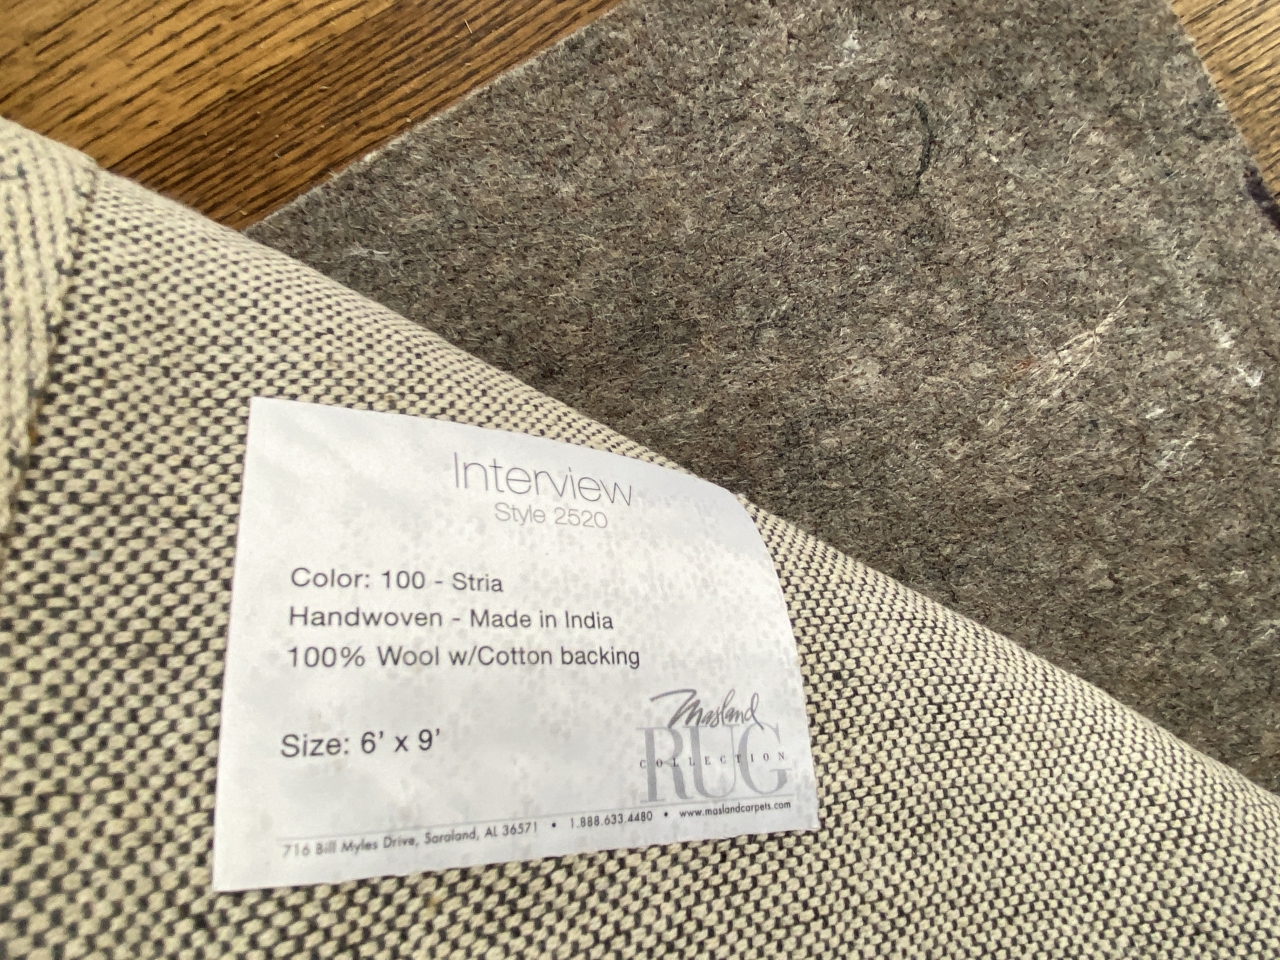 Interview
Style 2520
Color: 100 - Stria
Handwoven - Made in India
100% Wool w/Cotton backing
Size: 6' x 9'
Masland
RUG
COLLECTION
716 Bill Myles Drive, Saraland, AL 36571 • 1.888.633.4480 • www.maslandcarpets.com